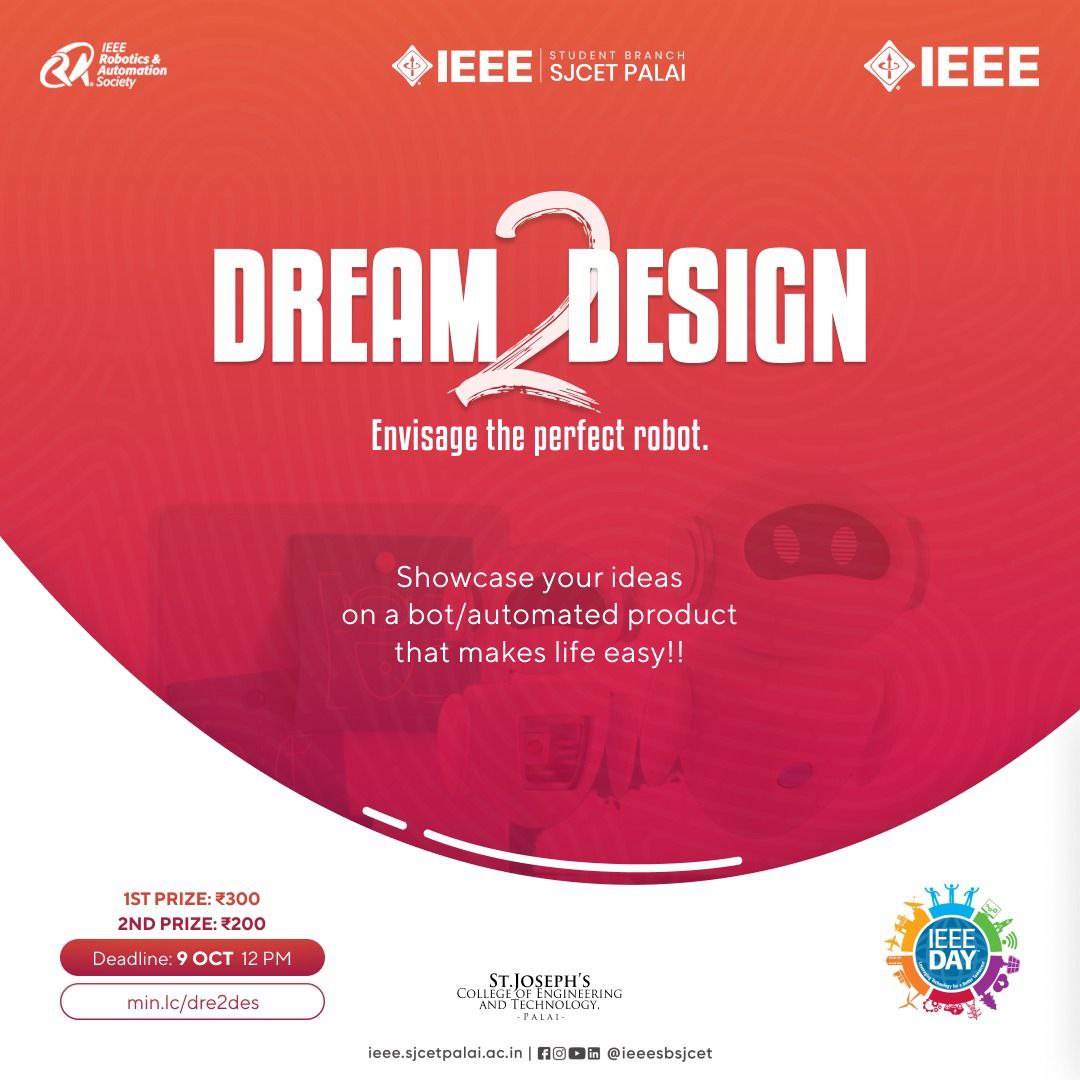 IEEE
Robotics &
Automation
Society
IEEE
STUDENT BRANCH
SJCET PALAI
IEEE
DREAM 2 DESIGN
Envisage the perfect robot.
Showcase your ideas
on a bot/automated product
that makes life easy!!
1ST PRIZE: ₹300
2ND PRIZE: ₹200
Deadline: 9 OCT 12 PM
min.lc/dre2des
ST.JOSEPH'S
COLLEGE OF ENGINEERING
AND TECHNOLOGY,
-PALAI-
IEEE
DAY
ieee.sjcetpalai.ac.in | @ieeesbsjcet